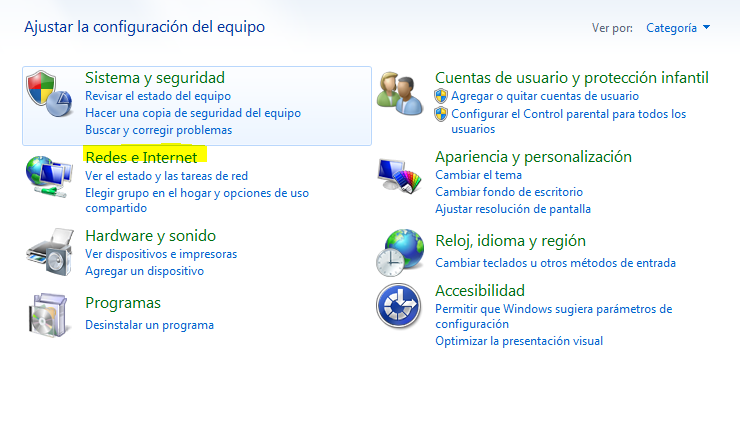 Ajustar la configuración del equipo
Ver por: Categoría
Sistema y seguridad
Revisar el estado del equipo
Hacer una copia de seguridad del equipo
Buscar y corregir problemas
Redes e Internet
Ver el estado y las tareas de red
Elegir grupo en el hogar y opciones de uso
compartido
Hardware y sonido
Ver dispositivos e impresoras
Agregar un dispositivo
Programas
Desinstalar un programa
Cuentas de usuario y protección infantil
Agregar o quitar cuentas de usuario
Configurar el Control parental para todos los
usuarios
Apariencia y personalización
Cambiar el tema
Cambiar fondo de escritorio
Ajustar resolución de pantalla
Reloj, idioma y región
Cambiar teclados u otros métodos de entrada
Accesibilidad
Permitir que Windows sugiera parámetros de
configuración
Optimizar la presentación visual